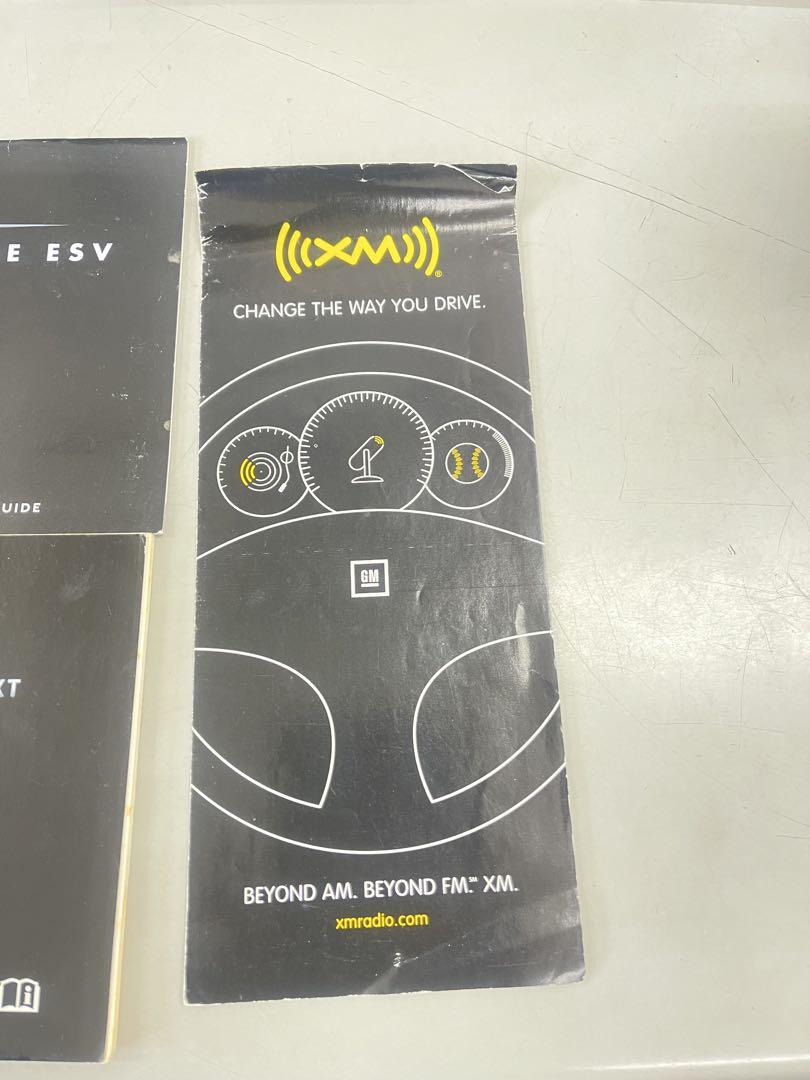 E ESV
UIDE
XT
i
XM®
CHANGE THE WAY YOU DRIVE.
GM
BEYOND AM. BEYOND FM.℠ XM.
xmradio.com